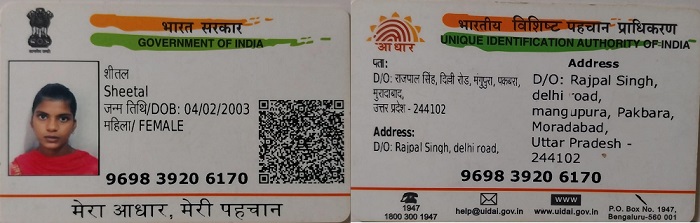 भारत सरकार
GOVERNMENT OF INDIA
शीतल
Sheetal
जन्म तिथि/DOB: 04/02/2003
महिला/ FEMALE
9698 3920 6170
मेरा आधार, मेरी पहचान
भारतीय विशिष्ट पहचान प्राधिकरण
UNIQUE IDENTIFICATION AUTHORITY OF INDIA
आधार
पता:
D/O: राजपाल सिंह, दिली रोड, मंगुपुरा, पकबरा,
मुरादाबाद,
उत्तर प्रदेश - 244102
Address:
D/O: Rajpal Singh, delhi road,
Address
D/O: Rajpal Singh,
delhi road,
mangupura, Pakbara,
Moradabad,
Uttar Pradesh -
244102
9698 3920 6170
1947
1800 300 1947
help@uidai.gov.in
www
www.uidai.gov.in
P.O. Box No. 1947,
Bengaluru-560 001